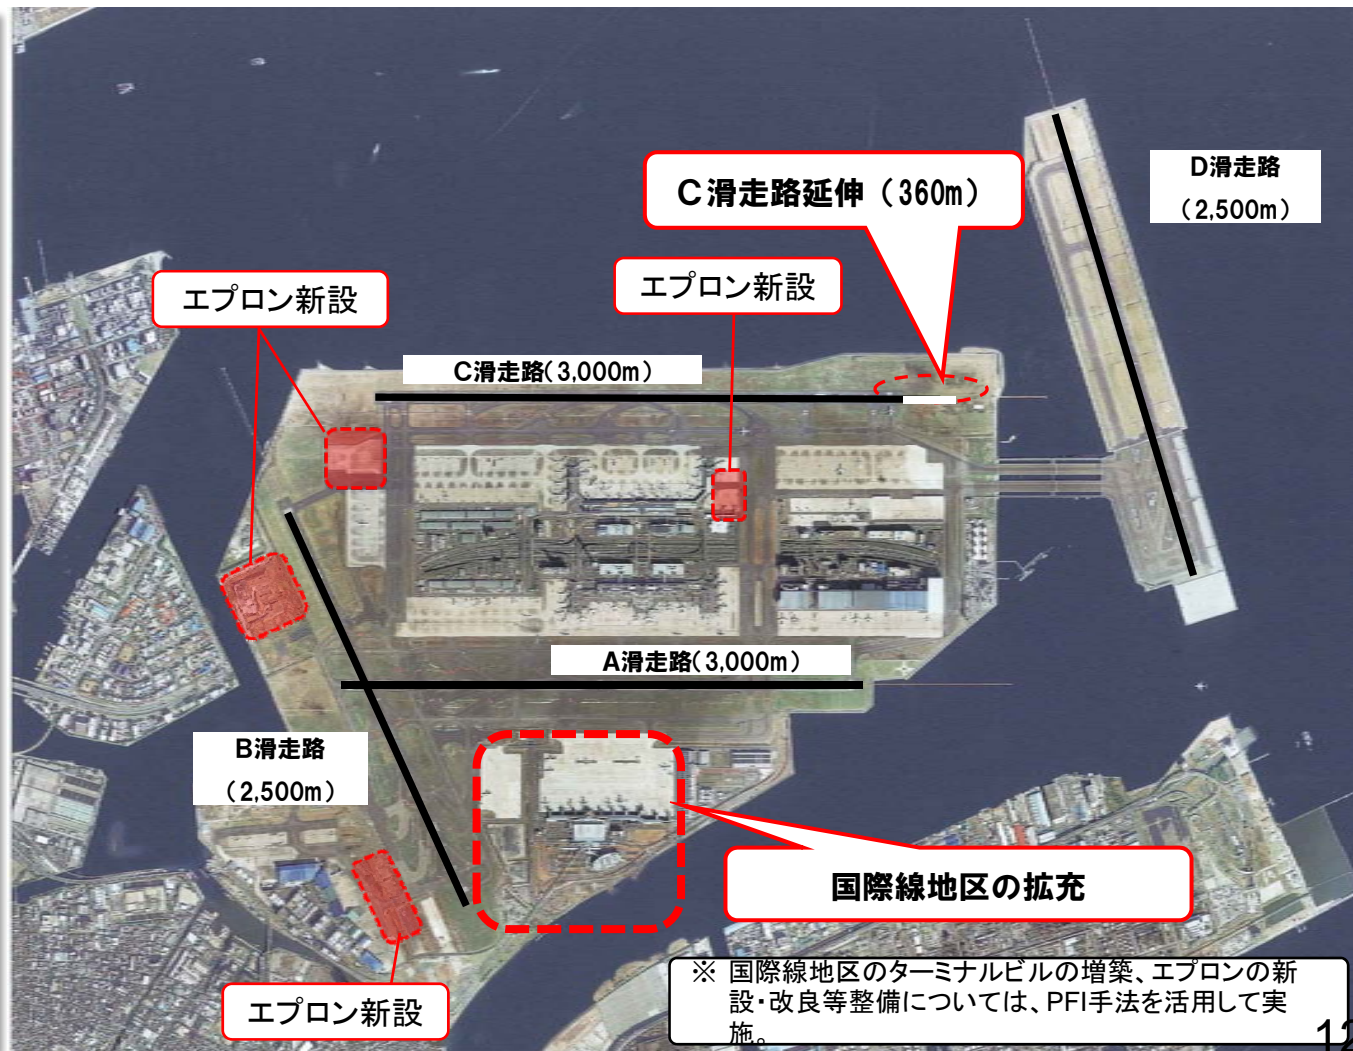 C滑走路延伸（360m）
D滑走路
（2,500m）
エプロン新設
エプロン新設
C滑走路（3,000m）
A滑走路（3,000m）
B滑走路
（2,500m）
国際線地区の拡充
エプロン新設
※ 国際線地区のターミナルビルの増築、エプロンの新
設・改良等整備については、PFI手法を活用して実
施。
12